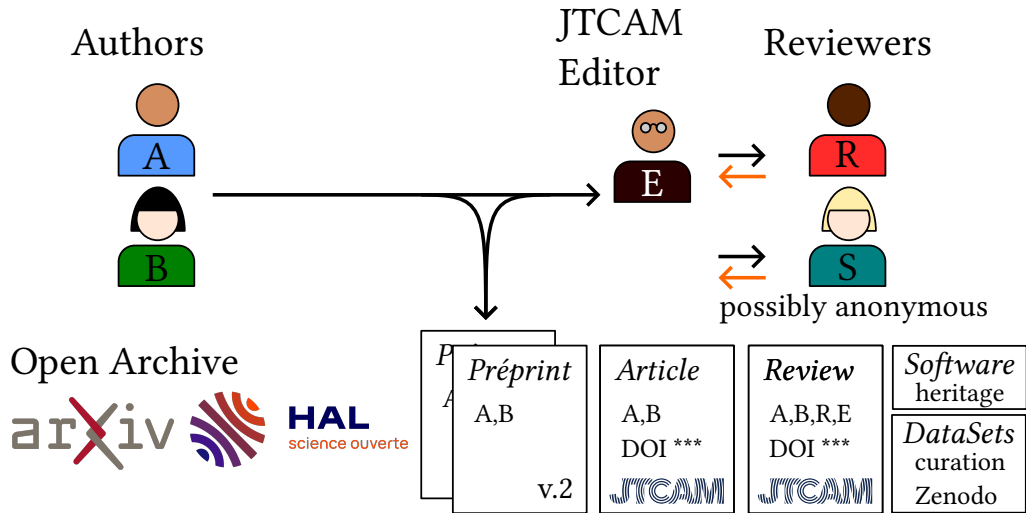 Authors
JTCAM
Editor
Reviewers
A
B
E
R
S
possibly anonymous
Open Archive
arXiv
HAL
science ouverte
Pré
A
Préprint
A,B
v.2
Article
A,B
DOI ***
JTCAM
Review
A,B,R,E
DOI ***
JTCAM
Software
heritage
DataSets
curation
Zenodo